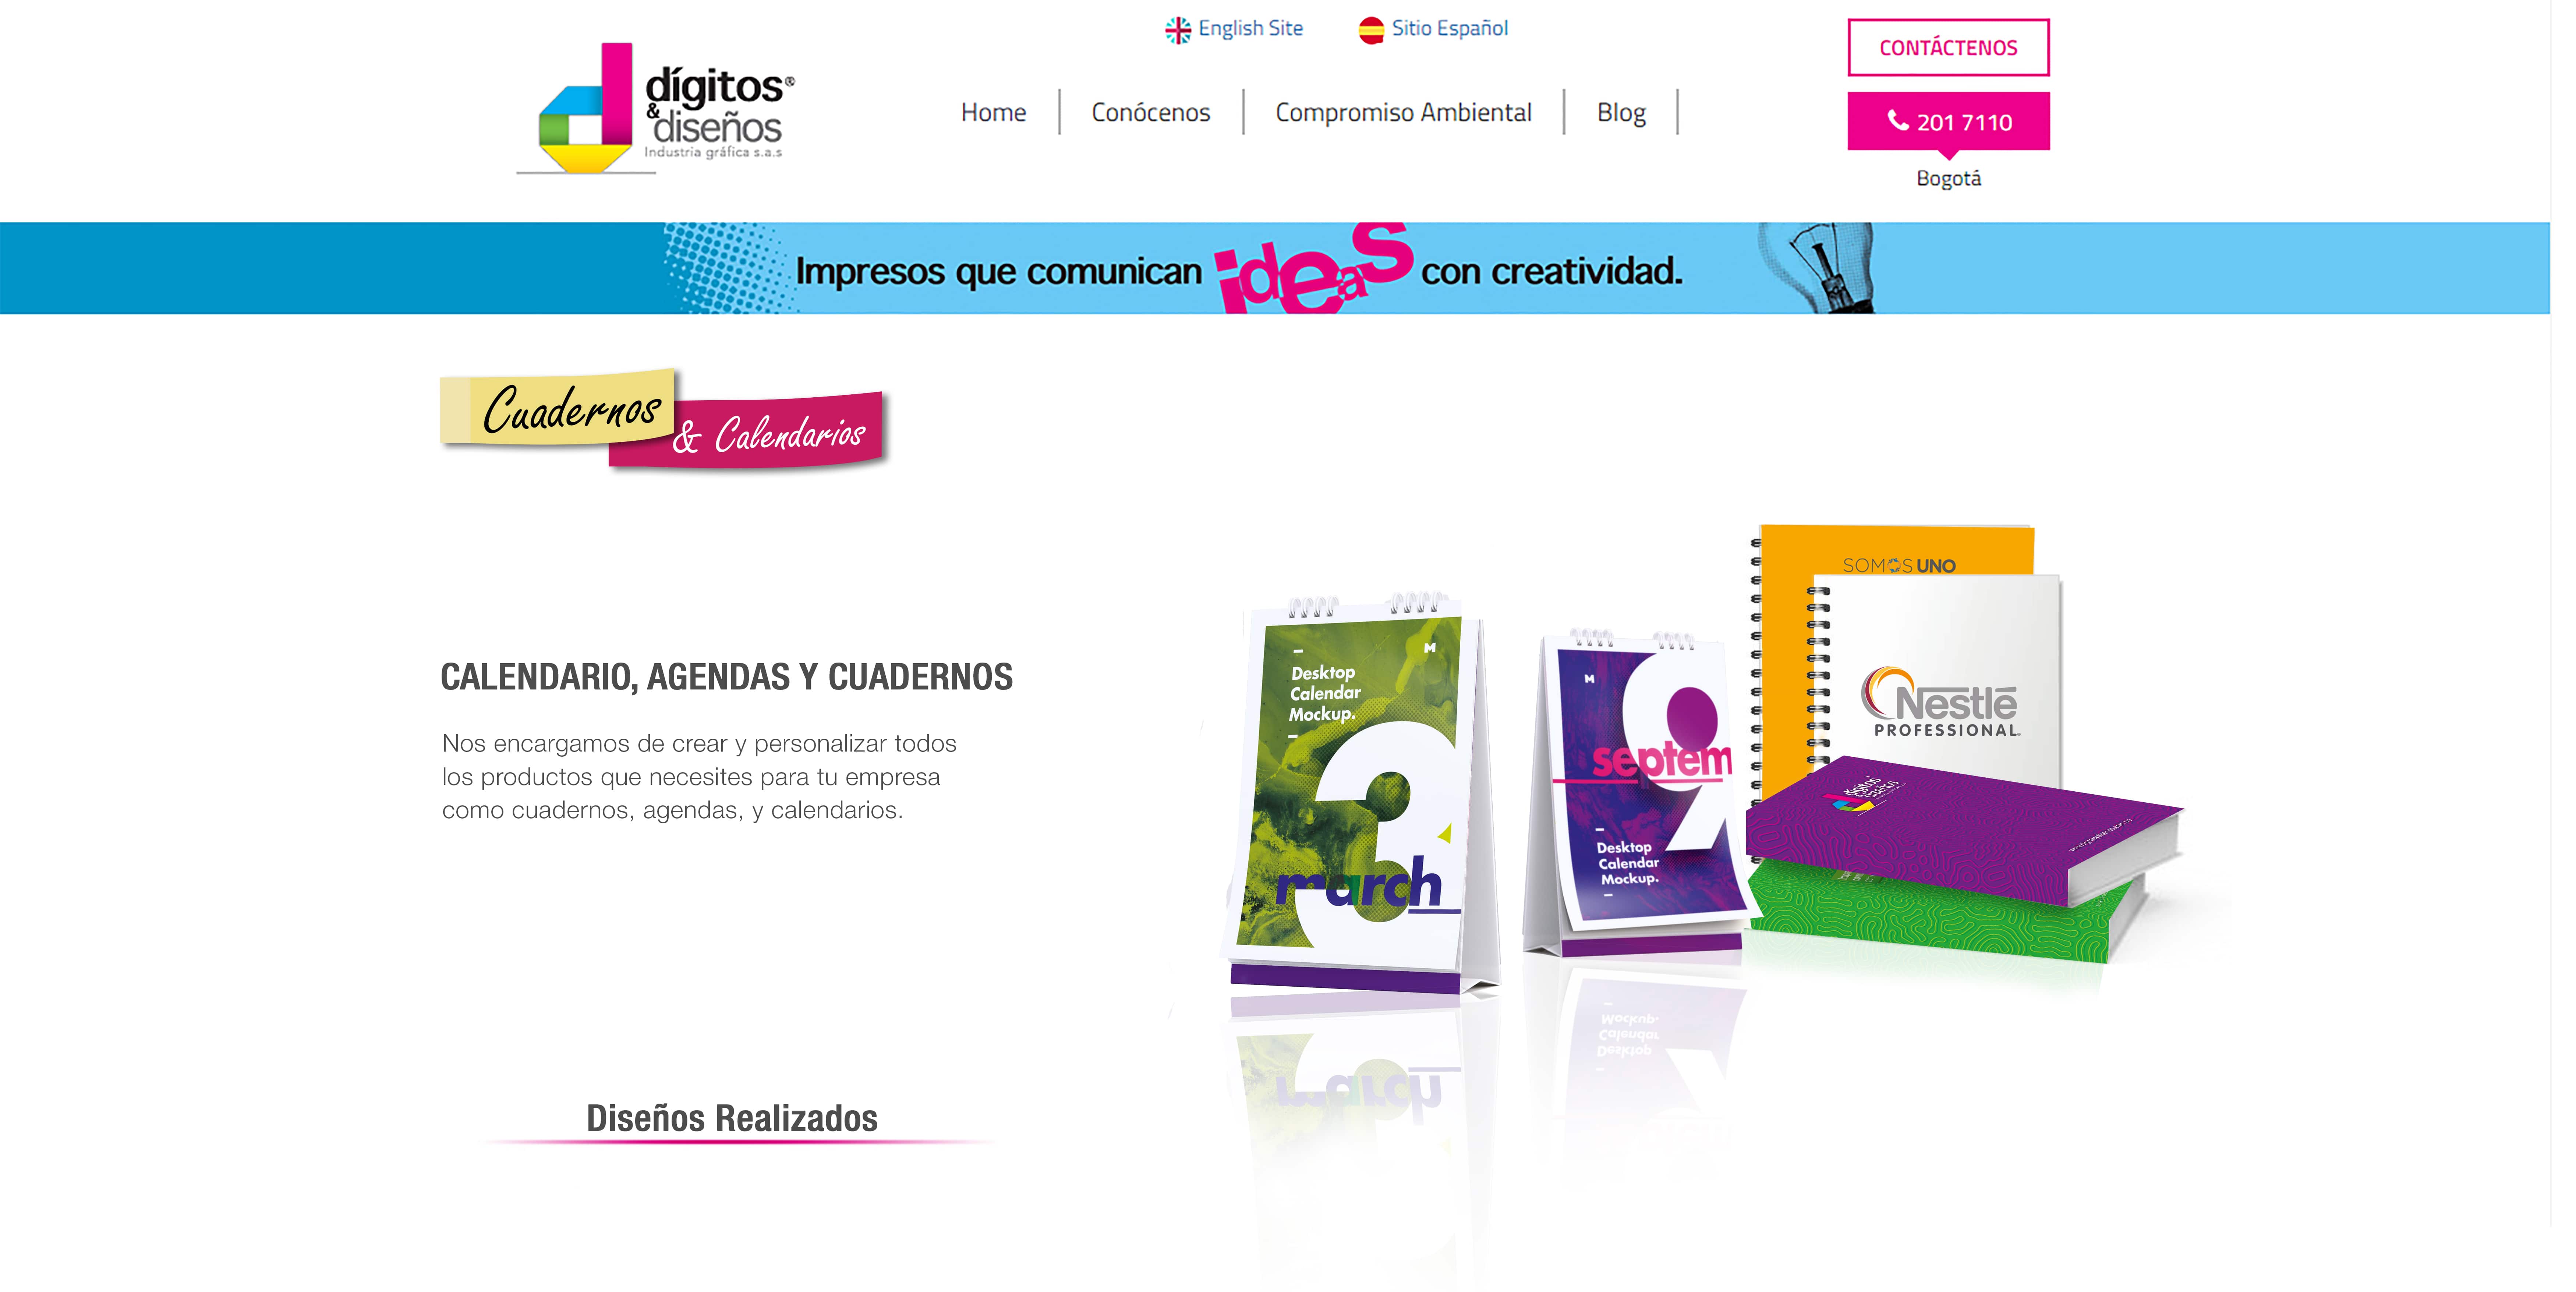 English Site
Sitio Español
CONTÁCTENOS
dígitos®
& diseños
Industria gráfica s.a.s
Home
Conócenos
Compromiso Ambiental
Blog
201 7110
Bogotá
Impresos que comunican ideas con creatividad.
Cuadernos
& Calendarios
SOMOS UNO
CALENDARIO, AGENDAS Y CUADERNOS
Nos encargamos de crear y personalizar todos
los productos que necesites para tu empresa
como cuadernos, agendas, y calendarios.
M
Desktop
Calendar
Mockup.
3
march
M
9
septem
Desktop
Calendar
Mockup.
Nestlé
PROFESSIONAL
dígitos
& diseños
Diseños Realizados